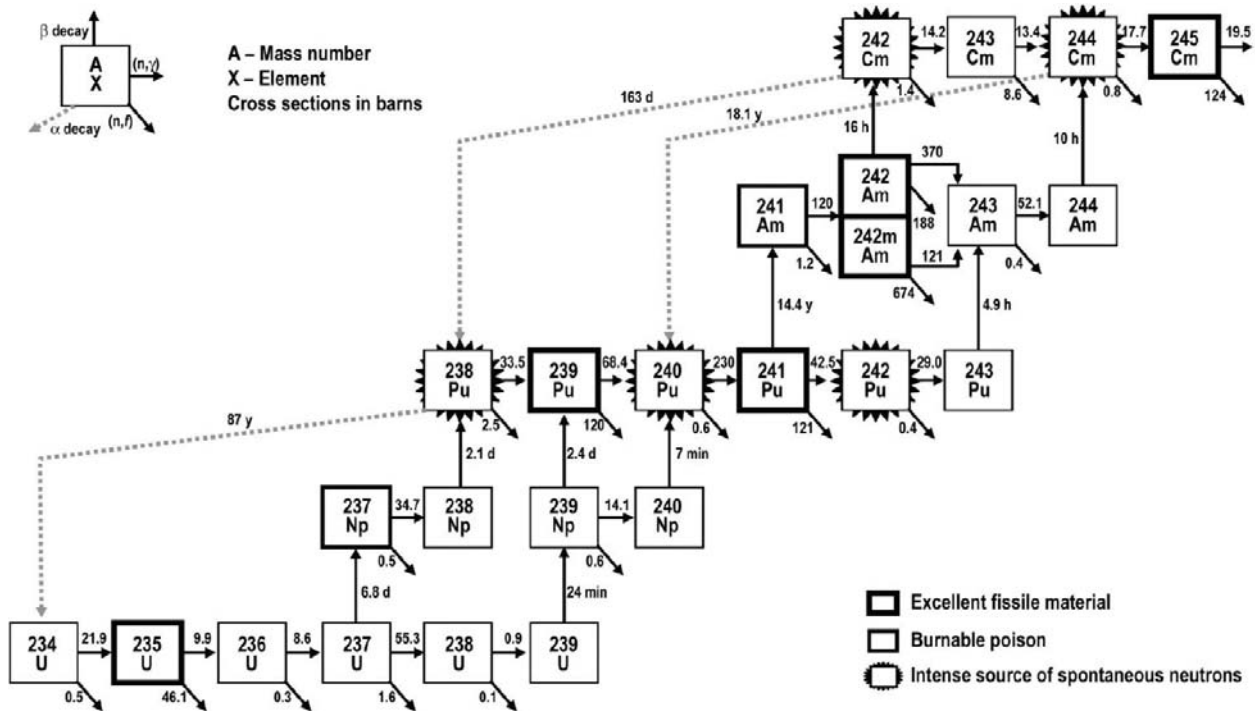 β decay
A
X
(n,γ)
(n,f)
α decay
A – Mass number
X – Element
Cross sections in barns
242
Cm
14.2
243
Cm
13.4
244
Cm
17.7
245
Cm
19.5
1.4
8.6
0.8
124
163 d
18.1 y
16 h
10 h
241
Am
120
242
Am
370
188
242m
Am
121
674
243
Am
52.1
244
Am
1.2
0.4
14.4 y
4.9 h
238
Pu
33.5
239
Pu
68.4
240
Pu
230
241
Pu
42.5
242
Pu
29.0
243
Pu
2.5
120
0.6
121
0.4
87 y
2.1 d
2.4 d
7 min
237
Np
34.7
238
Np
239
Np
14.1
240
Np
0.5
0.6
6.8 d
24 min
234
U
21.9
235
U
9.9
236
U
8.6
237
U
55.3
238
U
0.9
239
U
0.5
46.1
0.3
1.6
0.1
Excellent fissile material
Burnable poison
Intense source of spontaneous neutrons